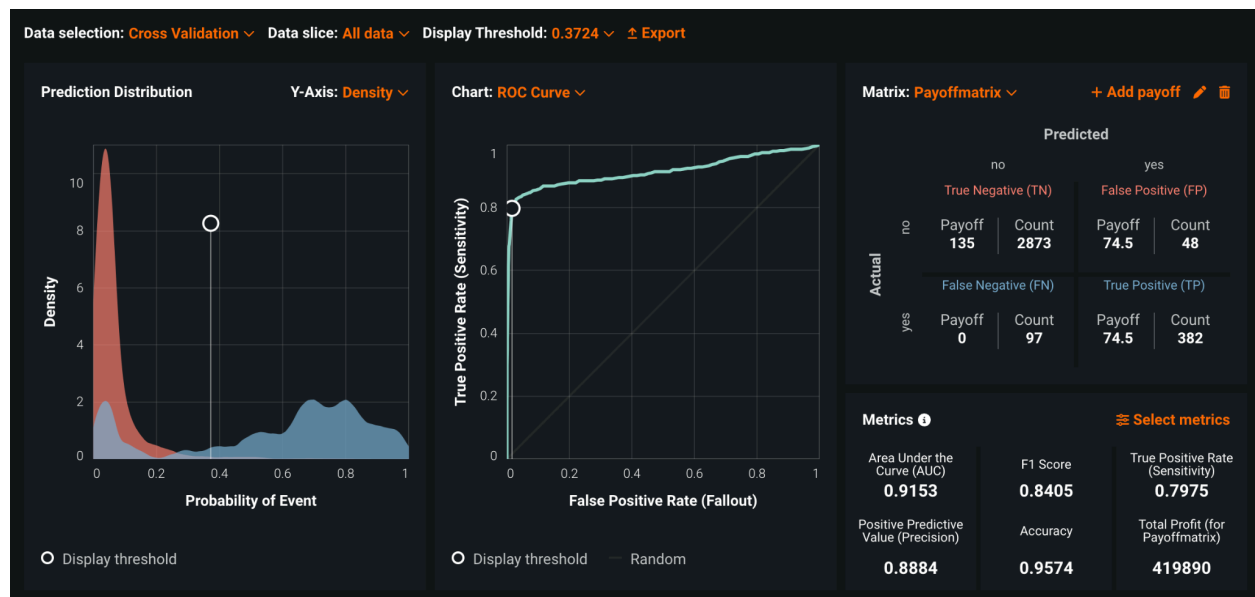 Data selection: Cross Validation Data slice: All data Display Threshold: 0.3724 Export
Prediction Distribution Y-Axis: Density
10
8
6
4
2
0
Density
0 0.2 0.4 0.6 0.8 1
Probability of Event
Display threshold
Chart: ROC Curve
1
0.8
0.6
0.4
0.2
0
True Positive Rate (Sensitivity)
0 0.2 0.4 0.6 0.8 1
False Positive Rate (Fallout)
Display threshold Random
Matrix: Payoffmatrix + Add payoff
Predicted
no yes
Actual
no
True Negative (TN)
Payoff Count
135 2873
False Positive (FP)
Payoff Count
74.5 48
yes
False Negative (FN)
Payoff Count
0 97
True Positive (TP)
Payoff Count
74.5 382
Metrics Select metrics
Area Under the
Curve (AUC)
0.9153
F1 Score
0.8405
True Positive Rate
(Sensitivity)
0.7975
Positive Predictive
Value (Precision)
0.8884
Accuracy
0.9574
Total Profit (for
Payoffmatrix)
419890